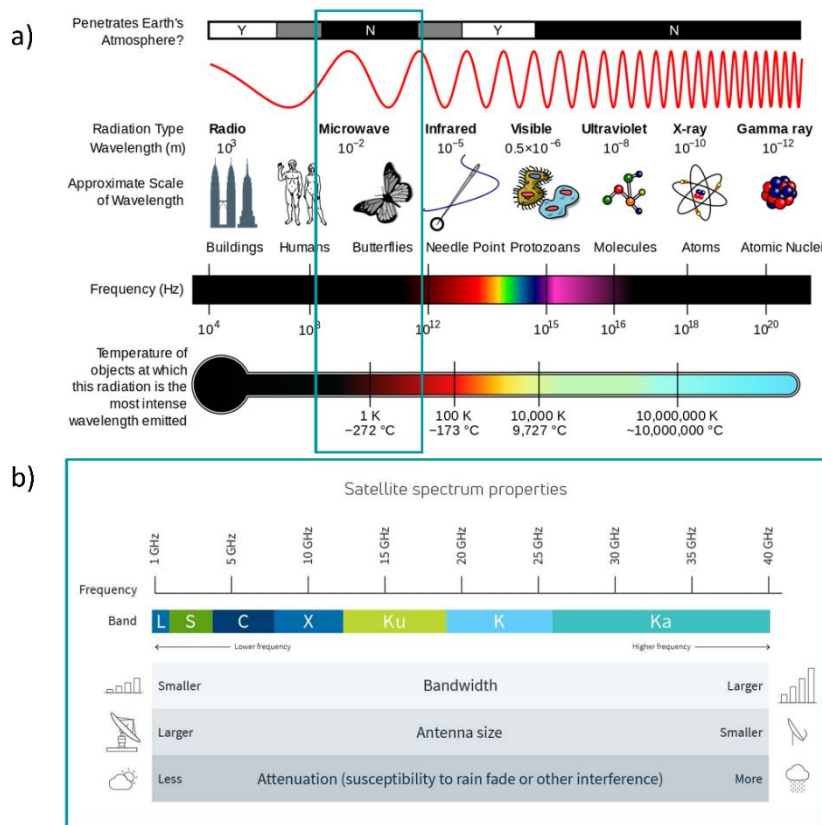 a)
Penetrates Earth's
Atmosphere?
Y N Y N
Radiation Type
Wavelength (m)
Radio Microwave Infrared Visible Ultraviolet X-ray Gamma ray
10³ 10⁻² 10⁻⁵ 0.5×10⁻⁶ 10⁻⁸ 10⁻¹⁰ 10⁻¹²
Approximate Scale
of Wavelength
Buildings Humans Butterflies Needle Point Protozoans Molecules Atoms Atomic Nuclei
Frequency (Hz)
10⁴ 10⁸ 10¹² 10¹⁵ 10¹⁶ 10¹⁸ 10²⁰
Temperature of
objects at which
this radiation is the
most intense
wavelength emitted
1 K 100 K 10,000 K 10,000,000 K
−272 °C −173 °C 9,727 °C ~10,000,000 °C
b)
Satellite spectrum properties
1 GHz 5 GHz 10 GHz 15 GHz 20 GHz 25 GHz 30 GHz 35 GHz 40 GHz
Frequency
Band L S C X Ku K Ka
Lower frequency Higher frequency
Smaller Bandwidth Larger
Larger Antenna size Smaller
Less Attenuation (susceptibility to rain fade or other interference) More